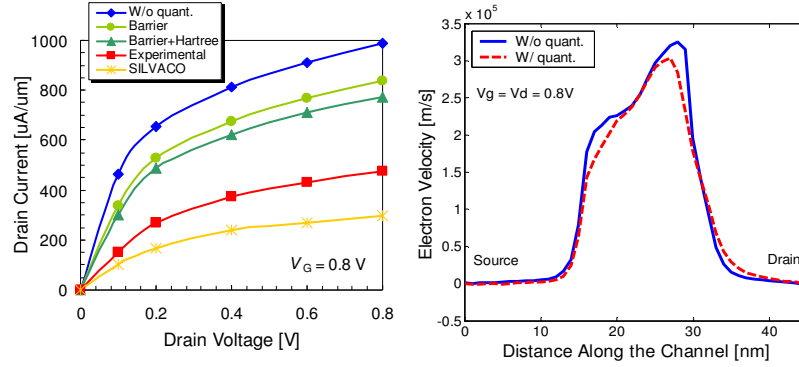 W/o quant.
Barrier
Barrier+Hartree
Experimental
SILVACO
Drain Current [uA/um]
1000
800
600
400
200
0
0
0.2
0.4
0.6
0.8
Drain Voltage [V]
VG = 0.8 V
x 10^5
W/o quant.
W/ quant.
Vg = Vd = 0.8V
Electron Velocity [m/s]
3.5
3
2.5
2
1.5
1
0.5
0
-0.5
Source
Drain
0
10
20
30
40
Distance Along the Channel [nm]